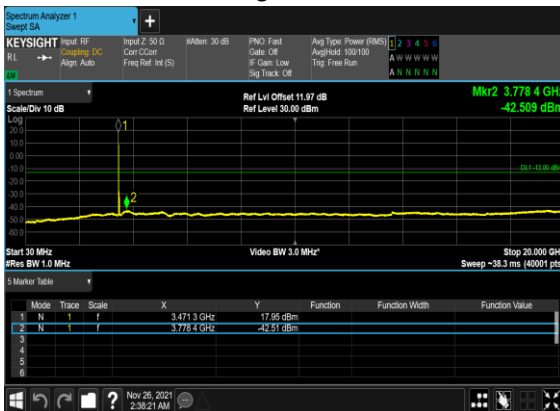 Spectrum Analyzer 1
Swept SA
KEYSIGHT Input: RF Input Z: 50 Ω #Atten: 30 dB PNO: Fast Avg Type: Power (RMS) 1 2 3 4 5 6
RL Coupling: DC Corr CCorr Gate: Off Avg|Hold: 100/100 A W W W W W
Align: Auto Freq Ref: Int (S) IF Gain: Low Trig: Free Run
Sig Track: Off A N N N N N
LV
1 Spectrum Ref Lvl Offset 11.97 dB Mkr2 3.778 4 GHz
Scale/Div 10 dB Ref Level 30.00 dBm -42.509 dBm
Log
1
20.0
10.0
0.00
DL1 -13.00 dBm
-10.0
-20.0
-30.0
2
-40.0
-50.0
-60.0
Start 30 MHz Video BW 3.0 MHz* Stop 20.000 GH
#Res BW 1.0 MHz Sweep ~38.3 ms (40001 pts
5 Marker Table
Mode Trace Scale X Y Function Function Width Function Value
1 N 1 f 3.471 3 GHz 17.95 dBm
2 N 1 f 3.778 4 GHz -42.51 dBm
3
4
5
6
? Nov 26, 2021
2:38:21 AM